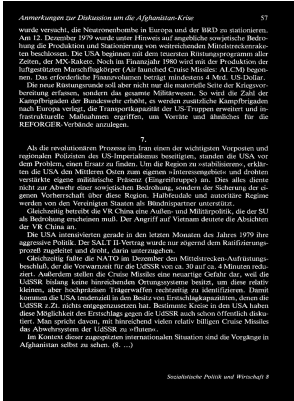 Anmerkungen zur Diskussion um die Afghanistan-Krise 57
wurde versucht, die Neutronenbombe in Europa und der BRD zu stationieren.
Am 12. Dezember 1979 wurde unter Hinweis auf angebliche sowjetische Bedro-
hung die Produktion und Stationierung von weitreichenden Mittelstreckenrake-
ten beschlossen. Die USA beginnen mit dem teuersten Rüstungsprogramm aller
Zeiten, der MX-Rakete. Noch im Finanzjahr 1980 wird mit der Produktion der
luftgestützten Marschflugkörper (Air launched Cruise Missiles: ALCM) begon-
nen. Das erforderliche Finanzvolumen beträgt mindestens 4 Mrd. US-Dollar.
Die neue Rüstungsrunde soll aber nicht nur die materielle Seite der Kriegsvor-
bereitung erfassen, sondern das gesamte Militärwesen. So wird die Zahl der
Kampfbrigaden der Bundeswehr erhöht, es werden zusätzliche Kampfbrigaden
nach Europa verlegt, die Transportkapazität der US-Truppen erweitert und in-
frastrukturelle Maßnahmen ergriffen, um Vorräte und ähnliches für die
REFORGER-Verbände anzulegen.
7.
Als die revolutionären Prozesse im Iran einen der wichtigsten Vorposten und
regionalen Polizisten des US-Imperialismus beseitigten, standen die USA vor
dem Problem, einen Ersatz zu finden. Um die Region zu »stabilisieren«, erklär-
ten die USA den Mittleren Osten zum eigenen »Interessengebiet« und drohten
verstärkte eigene militärische Präsenz (Eingreiftruppe) an. Dies alles diente
nicht zur Abwehr einer sowjetischen Bedrohung, sondern der Sicherung der ei-
genen Vorherrschaft über diese Region. Halbfeudale und autoritäre Regime
werden von den Vereinigten Staaten als Bündnispartner unterstützt.
Gleichzeitig betreibt die VR China eine Außen- und Militärpolitik, die der SU
als Bedrohung erscheinen muß. Der Angriff auf Vietnam deutete die Absichten
der VR China an.
Die USA intensivierten gerade in den letzten Monaten des Jahres 1979 ihre
aggressive Politik. Der SALT II-Vertrag wurde nur zögernd dem Ratifizierungs-
prozeß zugeleitet und droht, darin unterzugehen.
Gleichzeitig faßte die NATO im Dezember den Mittelstrecken-Aufrüstungs-
beschluß, der die Vorwarnzeit für die UdSSR von ca. 30 auf ca. 4 Minuten redu-
ziert. Außerdem stellen die Cruise Missiles eine neuartige Gefahr dar, weil die
UdSSR bislang keine hinreichenden Ortungssysteme besitzt, um diese relativ
kleinen, aber hochpräzisen Trägerwaffen rechtzeitig zu identifizieren. Damit
kommen die USA tendenziell in den Besitz von Erstschlagskapazitäten, denen die
UdSSR z.Zt. nichts entgegenzusetzen hat. Bestimmte Kreise in den USA haben
diese Möglichkeit des Erstschlags gegen die UdSSR auch schon öffentlich disku-
tiert. Man spricht davon, mit hinreichend vielen relativ billigen Cruise Missiles
das Abwehrsystem der UdSSR zu »fluten«.
Im Kontext dieser zugespitzten internationalen Situation sind die Vorgänge in
Afghanistan selbst zu sehen. (8. ...)
Sozialistische Politik und Wirtschaft 8